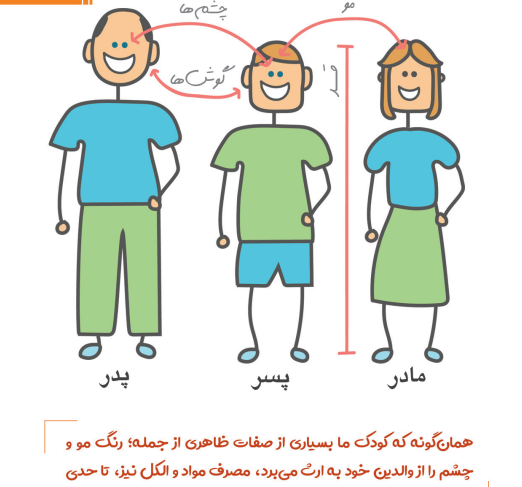 چشم ها
مو
گوش ها
قد
پدر
پسر
مادر
همان‌گونه که کودک ما بسیاری از صفات ظاهری از جمله؛ رنگ مو و
چشم را از والدین خود به ارث می‌برد، مصرف مواد و الکل نیز، تا حدی